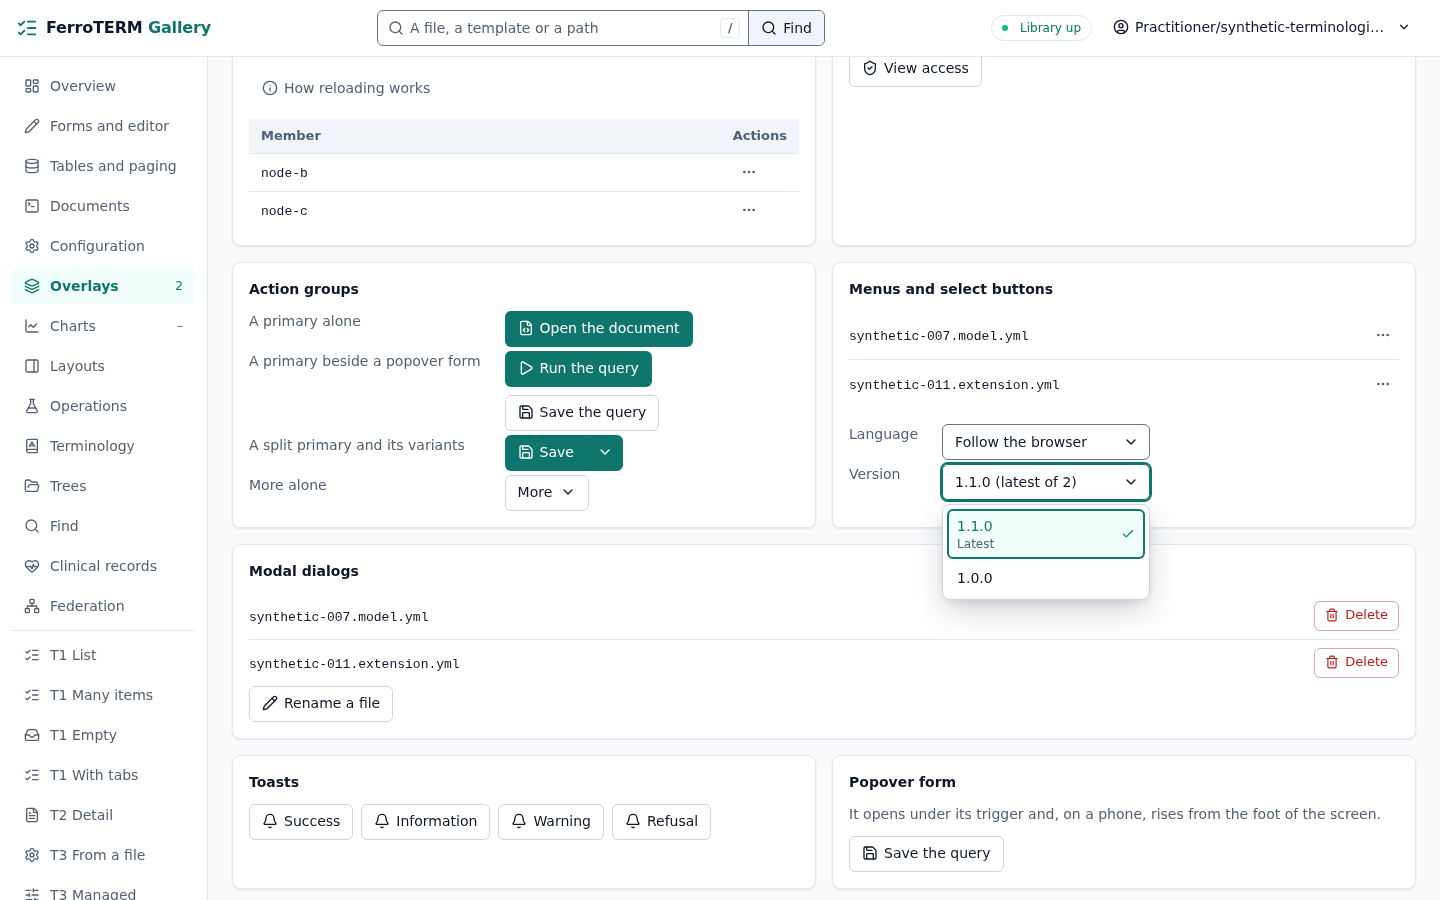 FerroTERM Gallery
A file, a template or a path
/
Find
Library up
Practitioner/synthetic-terminologi…
Overview
Forms and editor
Tables and paging
Documents
Configuration
Overlays 2
Charts –
Layouts
Operations
Terminology
Trees
Find
Clinical records
Federation
T1 List
T1 Many items
T1 Empty
T1 With tabs
T2 Detail
T3 From a file
T3 Managed
How reloading works
Member Actions
node-b
node-c
View access
Action groups
A primary alone
Open the document
A primary beside a popover form
Run the query
Save the query
A split primary and its variants
Save
More alone
More
Menus and select buttons
synthetic-007.model.yml
synthetic-011.extension.yml
Language
Follow the browser
Version
1.1.0 (latest of 2)
1.1.0
Latest
1.0.0
Modal dialogs
synthetic-007.model.yml
Delete
synthetic-011.extension.yml
Delete
Rename a file
Toasts
Success
Information
Warning
Refusal
Popover form
It opens under its trigger and, on a phone, rises from the foot of the screen.
Save the query